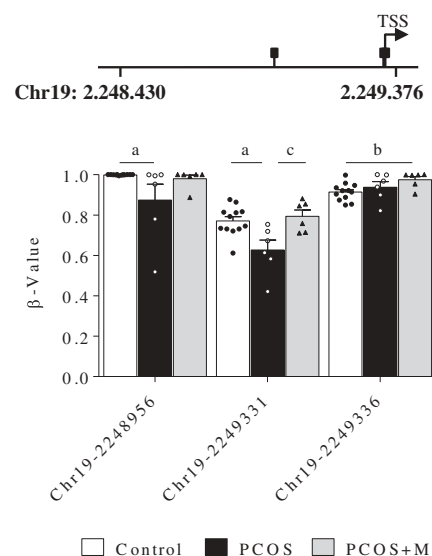 TSS
Chr19: 2.248.430 2.249.376
a a c b
1.0
0.8
0.6
0.4
0.2
0.0
β-Value
Chr19-2248956
Chr19-2249331
Chr19-2249336
Control PCOS PCOS+M